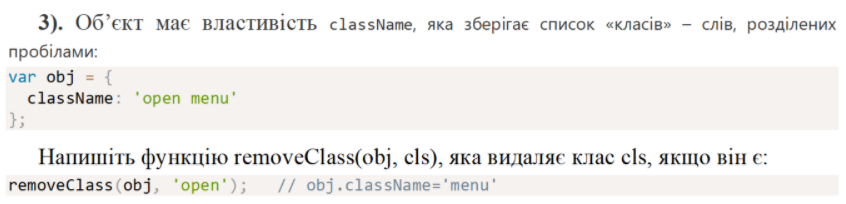 3). Об’єкт має властивість className, яка зберігає список «класів» – слів, розділених
пробілами:
var obj = {
  className: 'open menu'
};
Напишіть функцію removeClass(obj, cls), яка видаляє клас cls, якщо він є:
removeClass(obj, 'open');   // obj.className='menu'